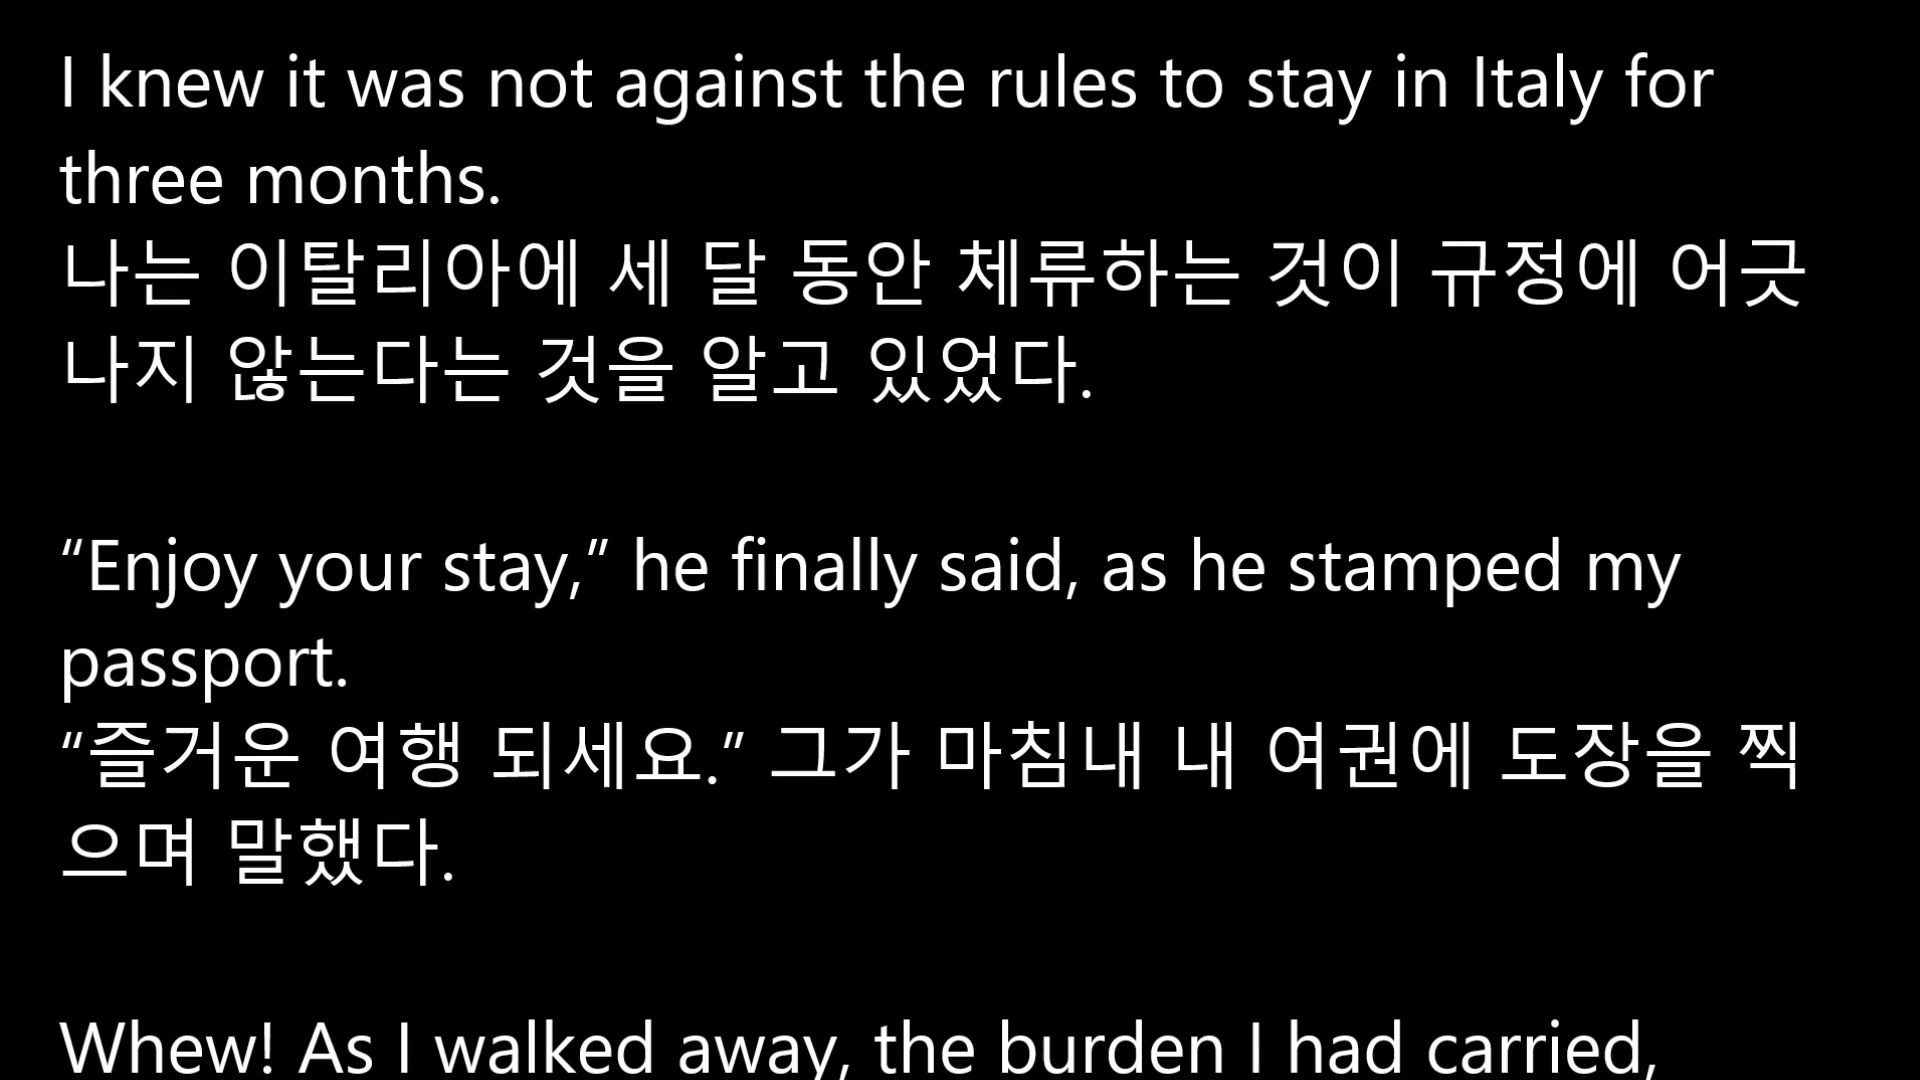 I knew it was not against the rules to stay in Italy for
three months.
나는 이탈리아에 세 달 동안 체류하는 것이 규정에 어긋
나지 않는다는 것을 알고 있었다.
“Enjoy your stay,” he finally said, as he stamped my
passport.
“즐거운 여행 되세요.” 그가 마침내 내 여권에 도장을 찍
으며 말했다.
Whew! As I walked away, the burden I had carried,